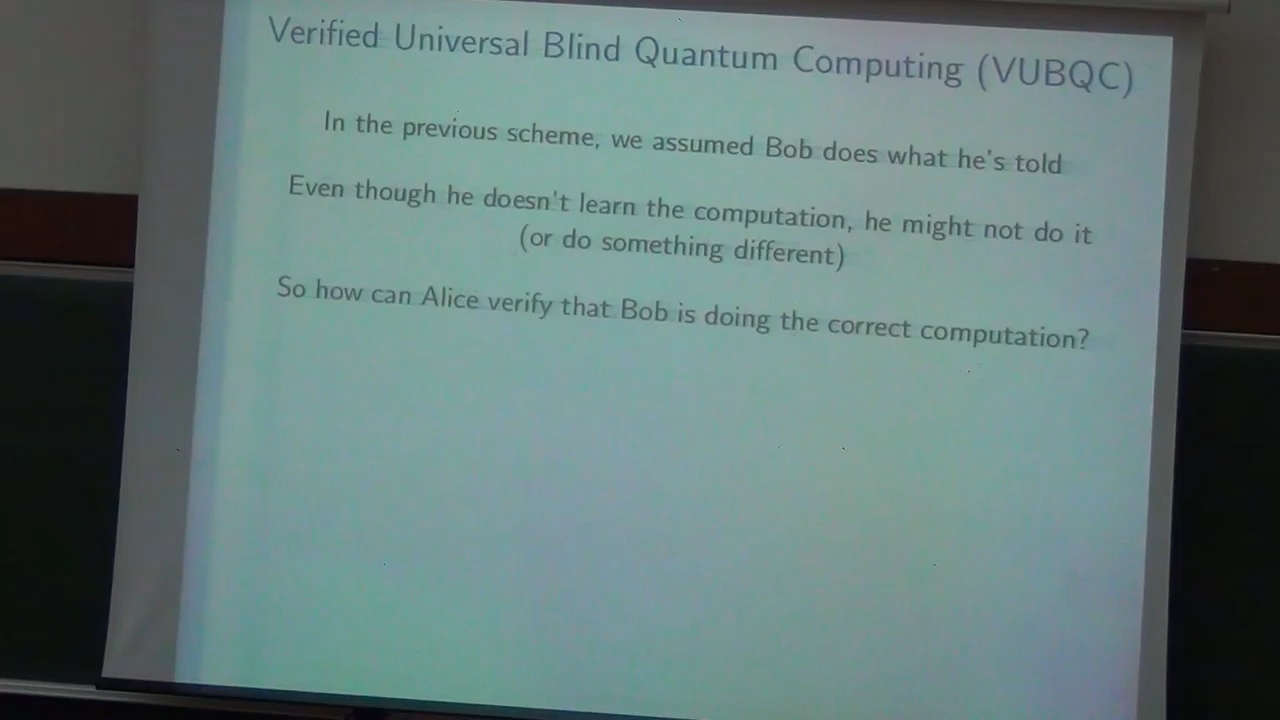 Verified Universal Blind Quantum Computing (VUBQC)
In the previous scheme, we assumed Bob does what he's told
Even though he doesn't learn the computation, he might not do it
(or do something different)
So how can Alice verify that Bob is doing the correct computation?